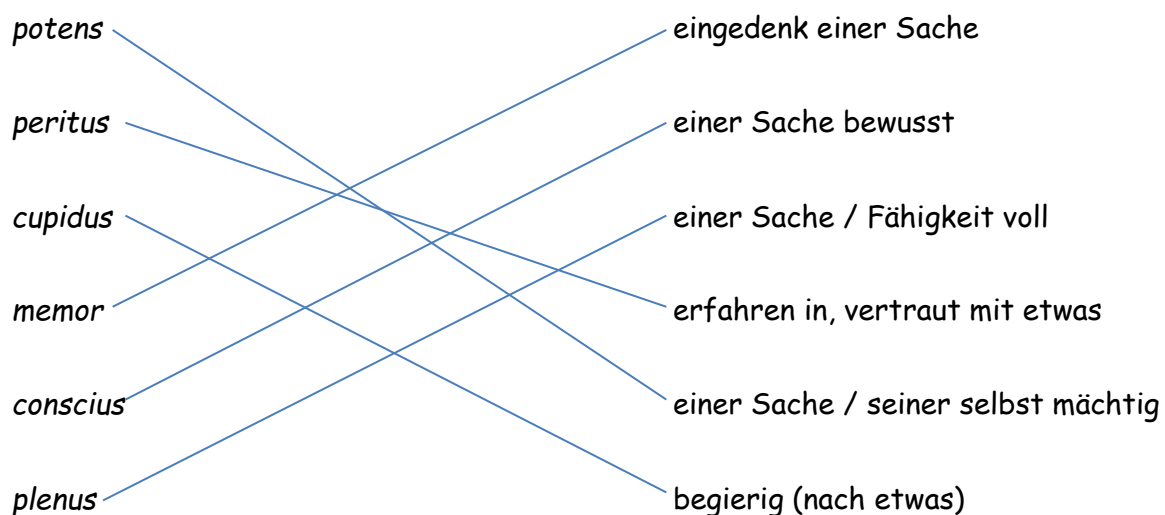 potens eingedenk einer Sache
peritus einer Sache bewusst
cupidus einer Sache / Fähigkeit voll
memor erfahren in, vertraut mit etwas
conscius einer Sache / seiner selbst mächtig
plenus begierig (nach etwas)